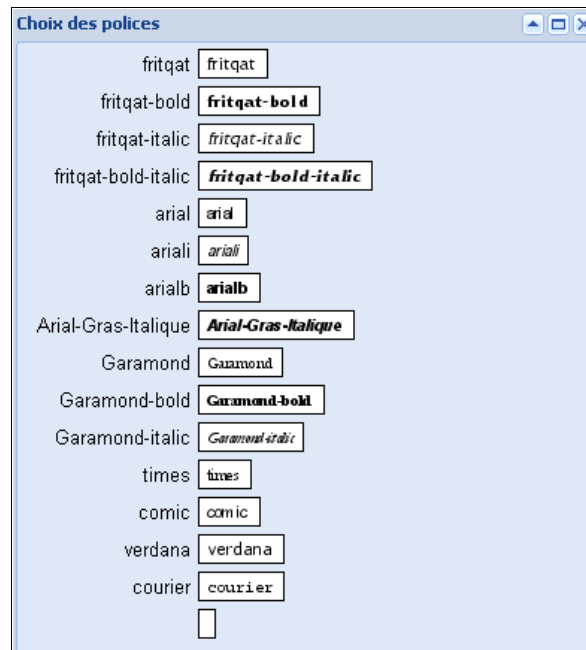 Choix des polices
fritqat fritqat
fritqat-bold fritqat-bold
fritqat-italic fritqat-italic
fritqat-bold-italic fritqat-bold-italic
arial arial
ariali ariali
arialb arialb
Arial-Gras-Italique Arial-Gras-Italique
Garamond Garamond
Garamond-bold Garamond-bold
Garamond-italic Garamond-italic
times times
comic comic
verdana verdana
courier courier